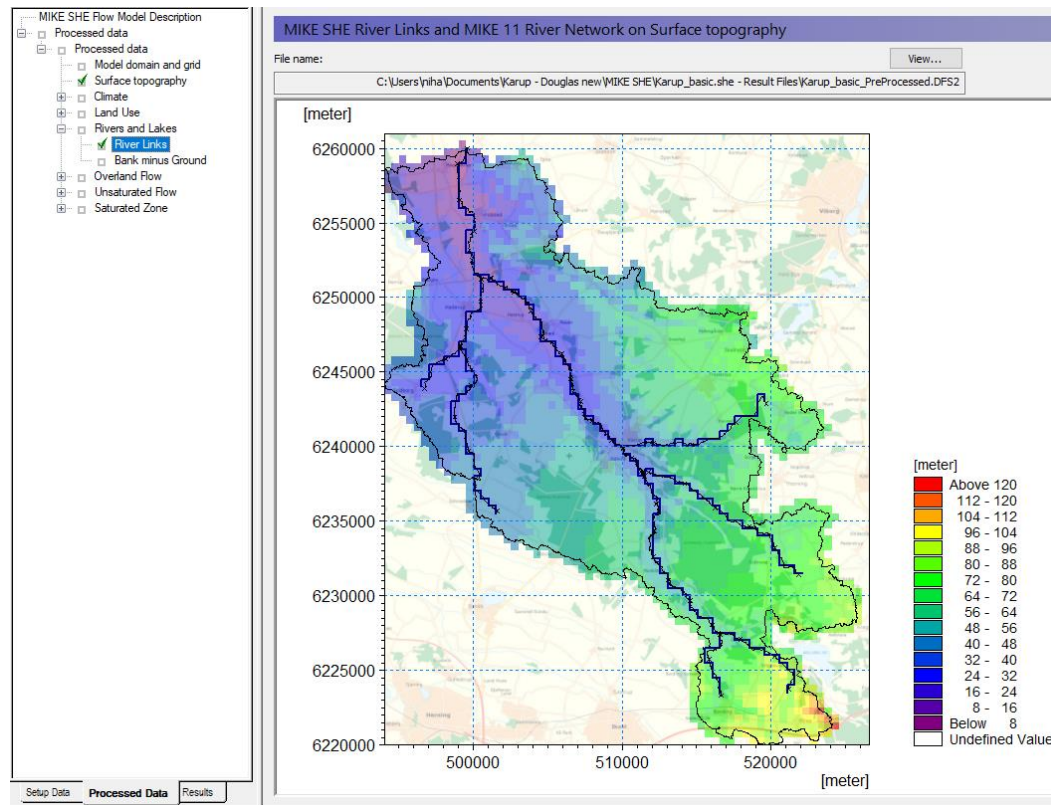 MIKE SHE Flow Model Description
Processed data
Processed data
Model domain and grid
Surface topography
Climate
Land Use
Rivers and Lakes
River Links
Bank minus Ground
Overland Flow
Unsaturated Flow
Saturated Zone
Setup Data
Processed Data
Results
MIKE SHE River Links and MIKE 11 River Network on Surface topography
File name:
View...
C:\Users\niha\Documents\Karup - Douglas new\MIKE SHE\Karup_basic.she - Result Files\Karup_basic_PreProcessed.DFS2
[meter]
6260000
6255000
6250000
6245000
6240000
6235000
6230000
6225000
6220000
500000
510000
520000
[meter]
Viborg
[meter]
Above 120
112 - 120
104 - 112
96 - 104
88 - 96
80 - 88
72 - 80
64 - 72
56 - 64
48 - 56
40 - 48
32 - 40
24 - 32
16 - 24
8 - 16
Below 8
Undefined Value